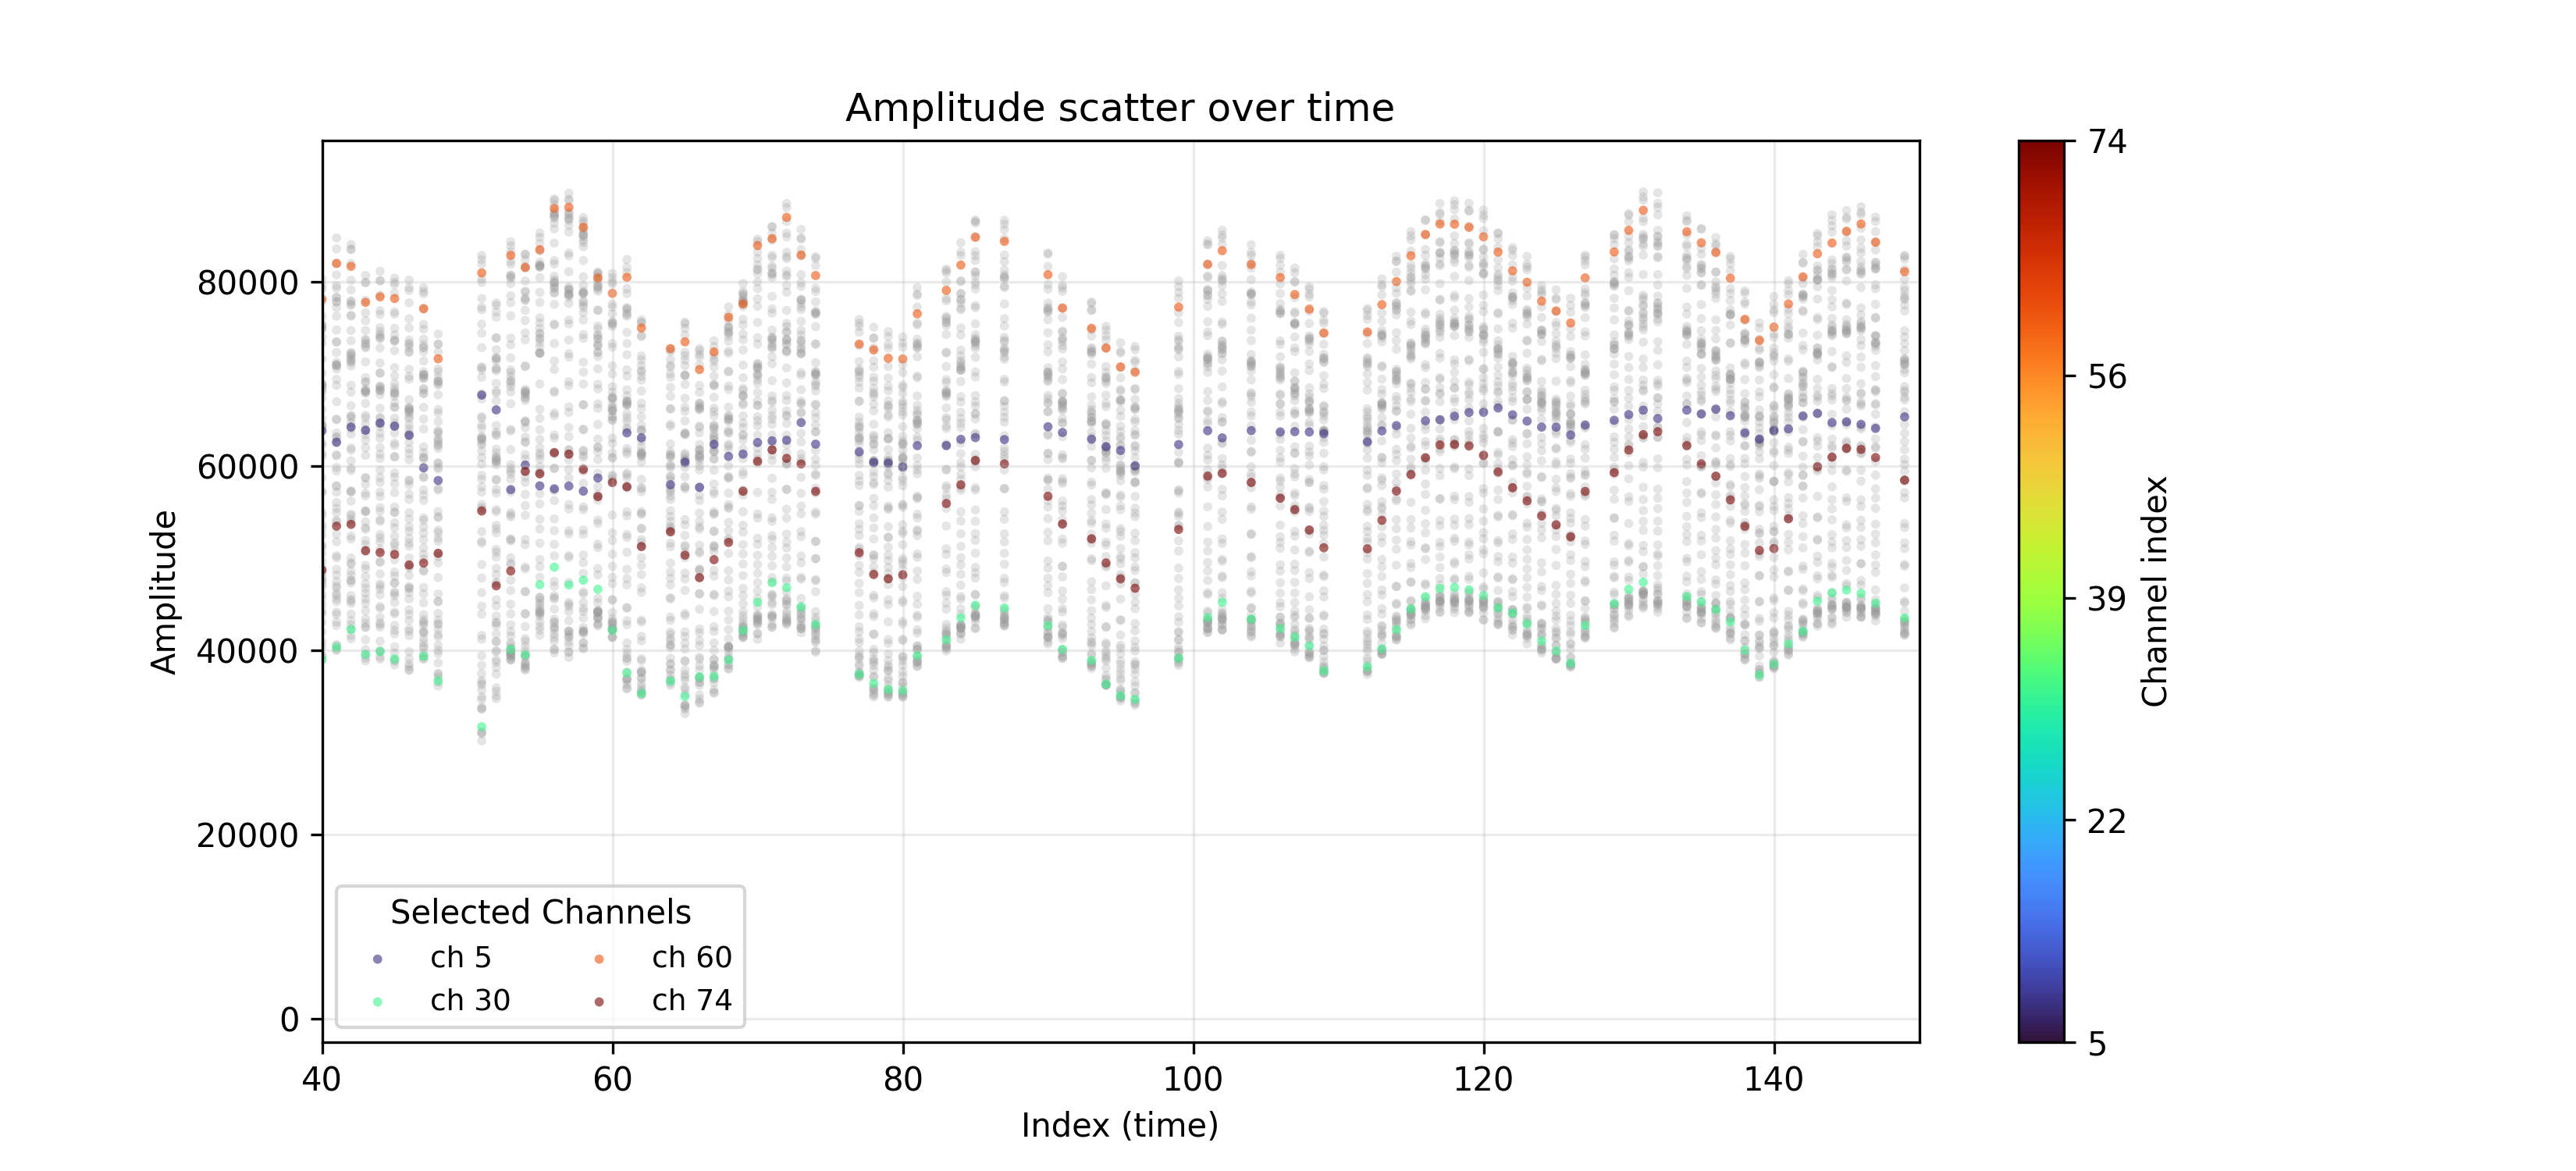 Amplitude scatter over time
Amplitude
80000
60000
40000
20000
0
Selected Channels
ch 5
ch 60
ch 30
ch 74
40
60
80
100
120
140
Index (time)
74
56
39
22
5
Channel index